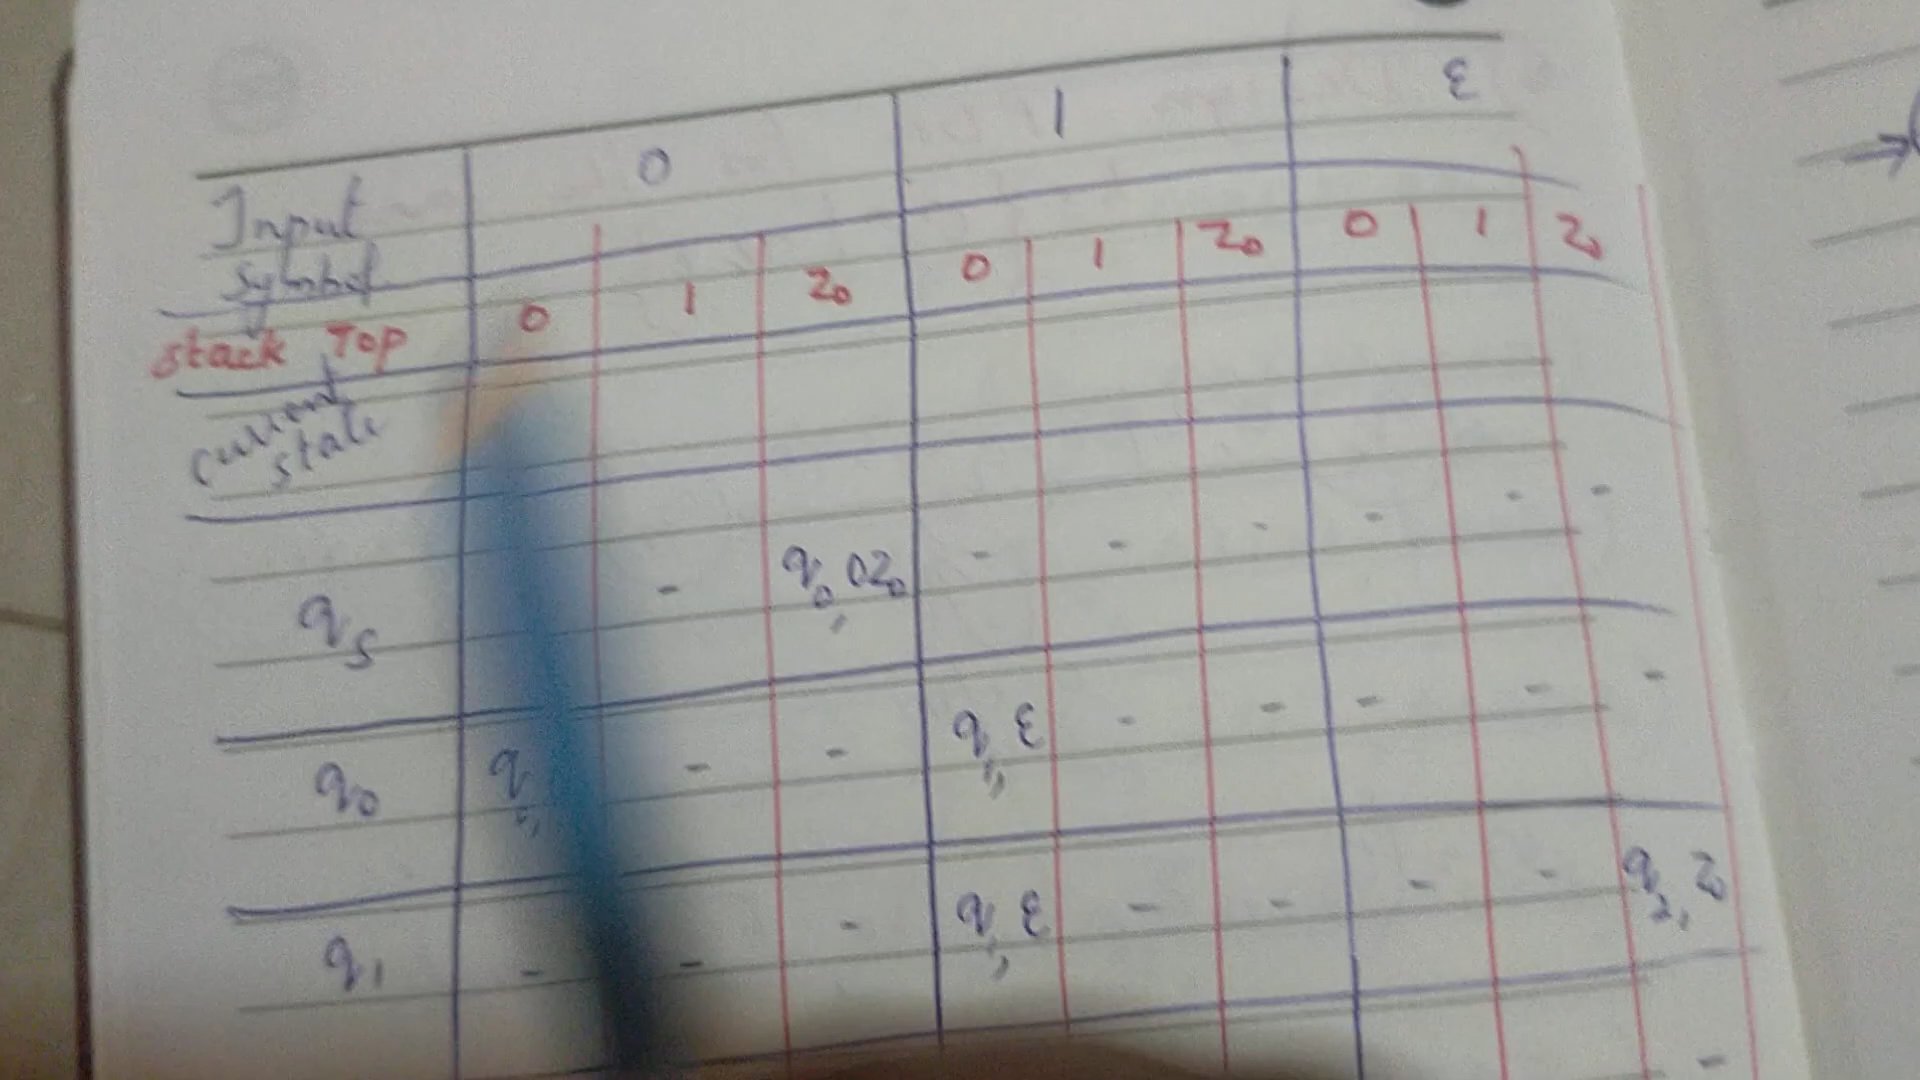 Input 0 1 ε
Symbol
Stack Top 0 1 Z₀ 0 1 Z₀ 0 1 Z₀
current
state
qs - q₀, 0Z₀ - - - - - -
q₀ q - - q₁, ε - - - - -
q₁ - - - q₁, ε - - - - q₂, Z₀
-